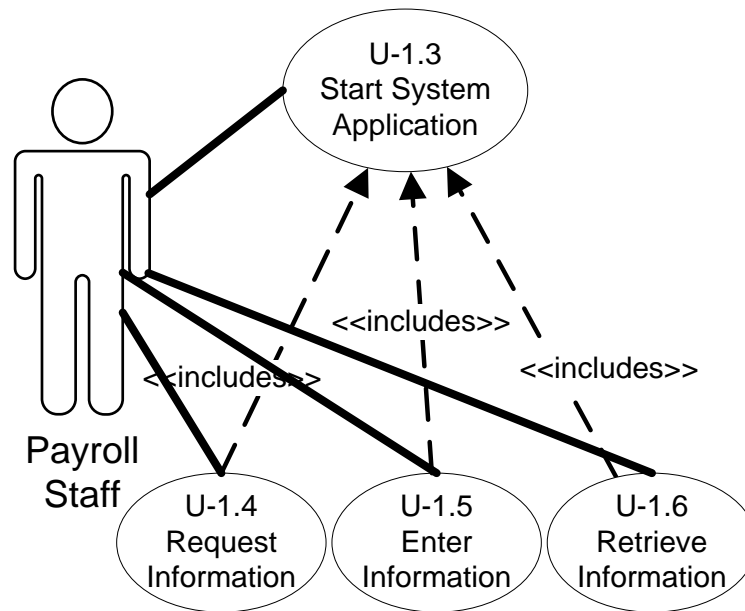 U-1.3
Start System
Application
<<includes>>
<<includes>>
<<includes>>
Payroll
Staff
U-1.4
Request
Information
U-1.5
Enter
Information
U-1.6
Retrieve
Information